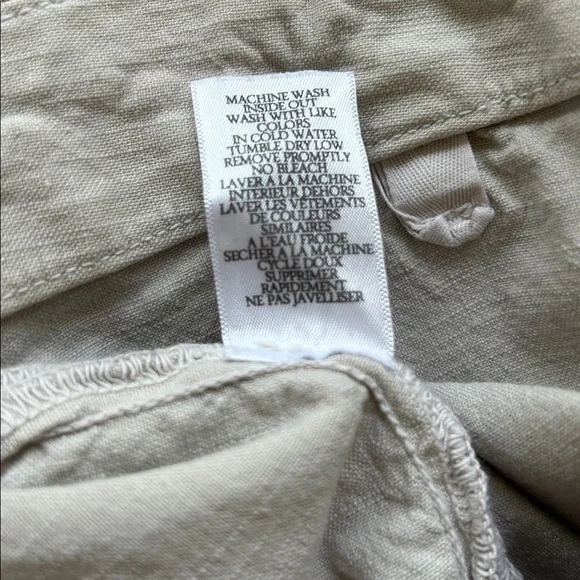 MACHINE WASH
INSIDE OUT
WASH WITH LIKE
COLORS
IN COLD WATER
TUMBLE DRY LOW
REMOVE PROMPTLY
NO BLEACH
LAVER A LA MACHINE
INTERIEUR DEHORS
LAVER LES VÊTEMENTS
DE COULEURS
SIMILAIRES
A L'EAU FROIDE
SECHER A LA MACHINE
CYCLE DOUX
SUPPRIMER
RAPIDEMENT
NE PAS JAVELLISER